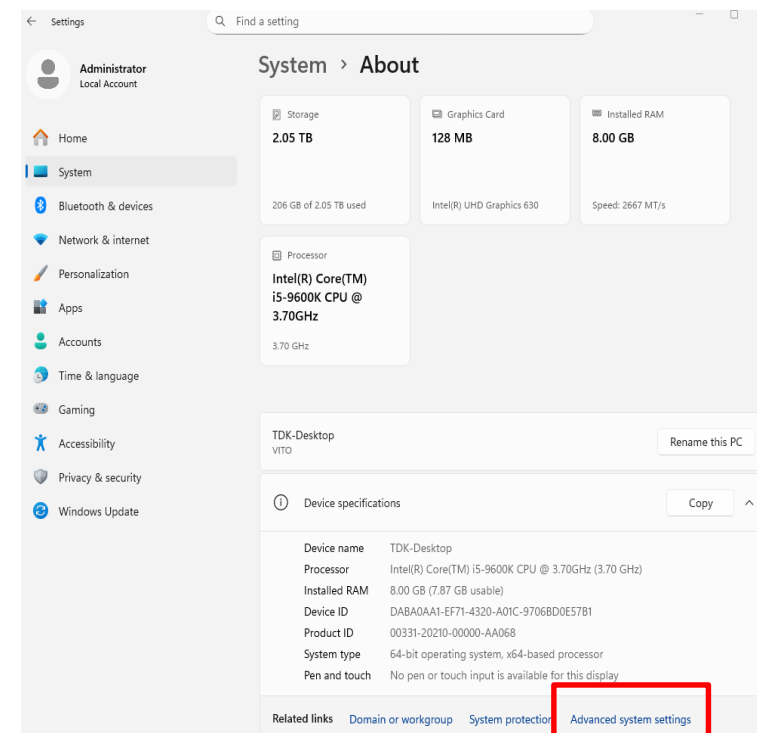 Settings
Find a setting
Administrator
Local Account
Home
System
Bluetooth & devices
Network & internet
Personalization
Apps
Accounts
Time & language
Gaming
Accessibility
Privacy & security
Windows Update
System > About
Storage
2.05 TB
206 GB of 2.05 TB used
Graphics Card
128 MB
Intel(R) UHD Graphics 630
Installed RAM
8.00 GB
Speed: 2667 MT/s
Processor
Intel(R) Core(TM)
i5-9600K CPU @
3.70GHz
3.70 GHz
TDK-Desktop
VITO
Rename this PC
Device specifications
Copy
Device name TDK-Desktop
Processor Intel(R) Core(TM) i5-9600K CPU @ 3.70GHz (3.70 GHz)
Installed RAM 8.00 GB (7.87 GB usable)
Device ID DABA0AA1-EF71-4320-A01C-9706BD0E57B1
Product ID 00331-20210-00000-AA068
System type 64-bit operating system, x64-based processor
Pen and touch No pen or touch input is available for this display
Related links Domain or workgroup System protection Advanced system settings